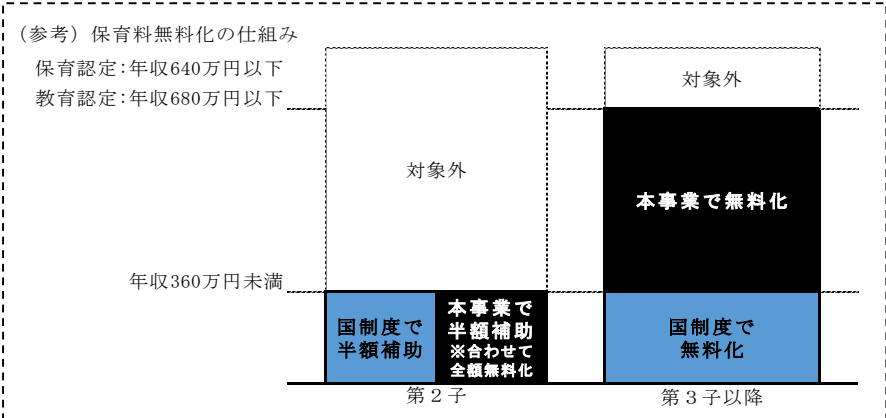 （参考）保育料無料化の仕組み
保育認定：年収640万円以下
教育認定：年収680万円以下
対象外
対象外
本事業で無料化
年収360万円未満
国制度で
半額補助
本事業で
半額補助
※合わせて
全額無料化
国制度で
無料化
第２子
第３子以降